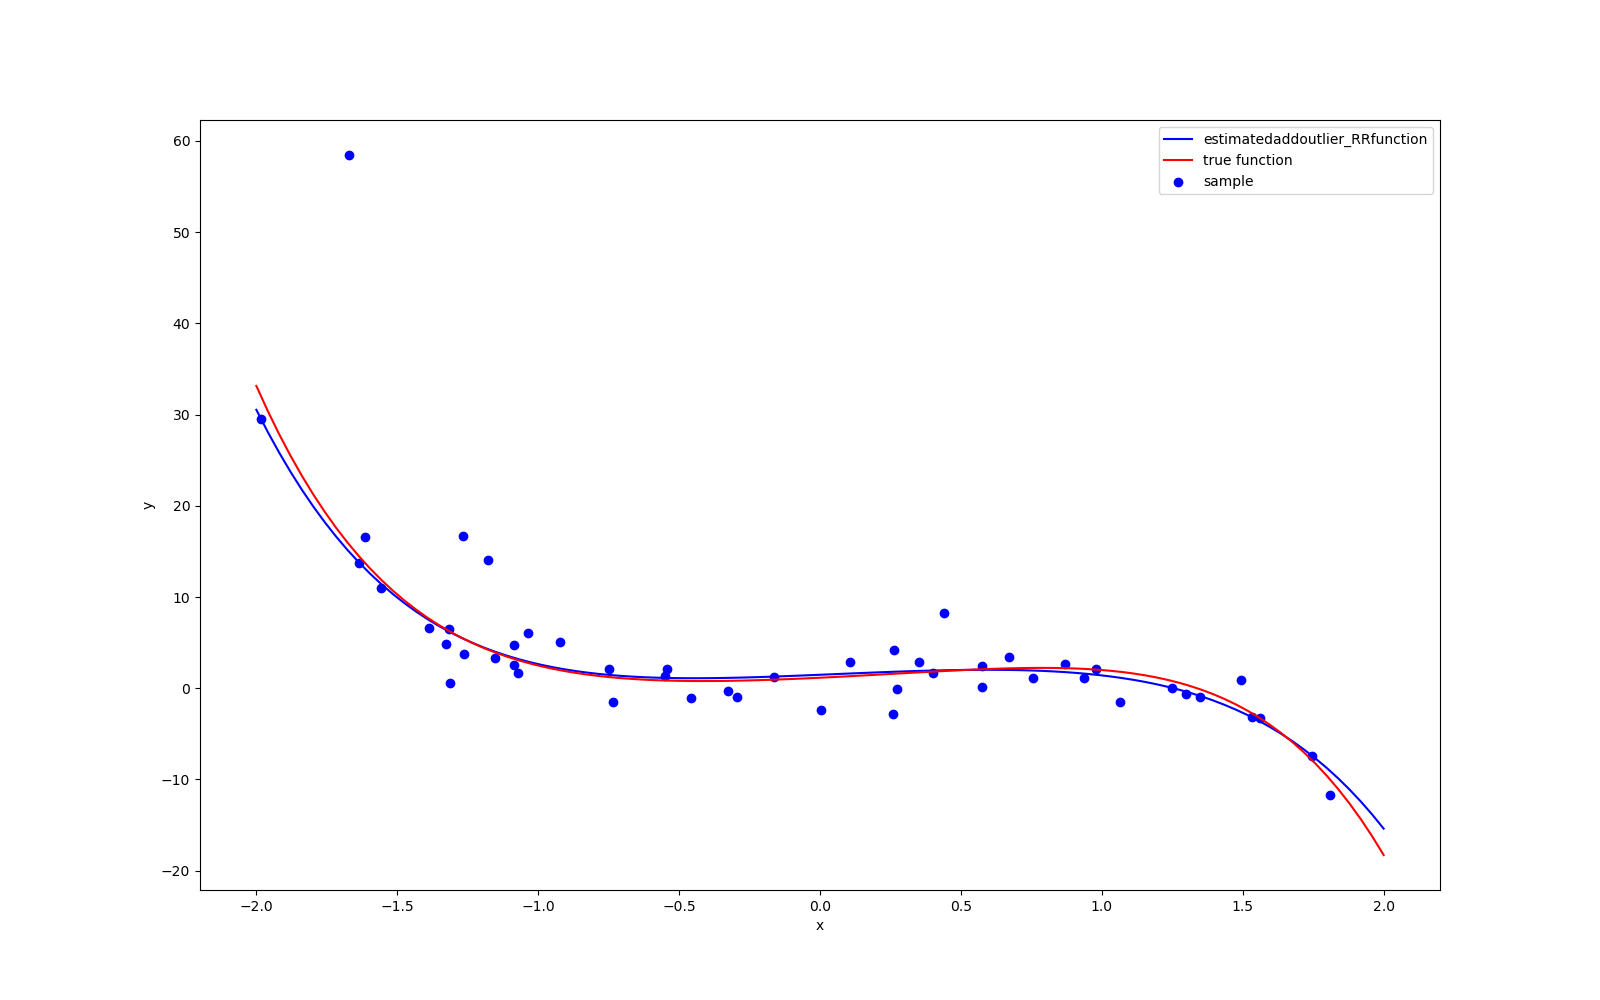 estimatedaddoutlier_RRfunction
true function
sample
60
50
40
30
20
10
0
−10
−20
y
−2.0 −1.5 −1.0 −0.5 0.0 0.5 1.0 1.5 2.0
x